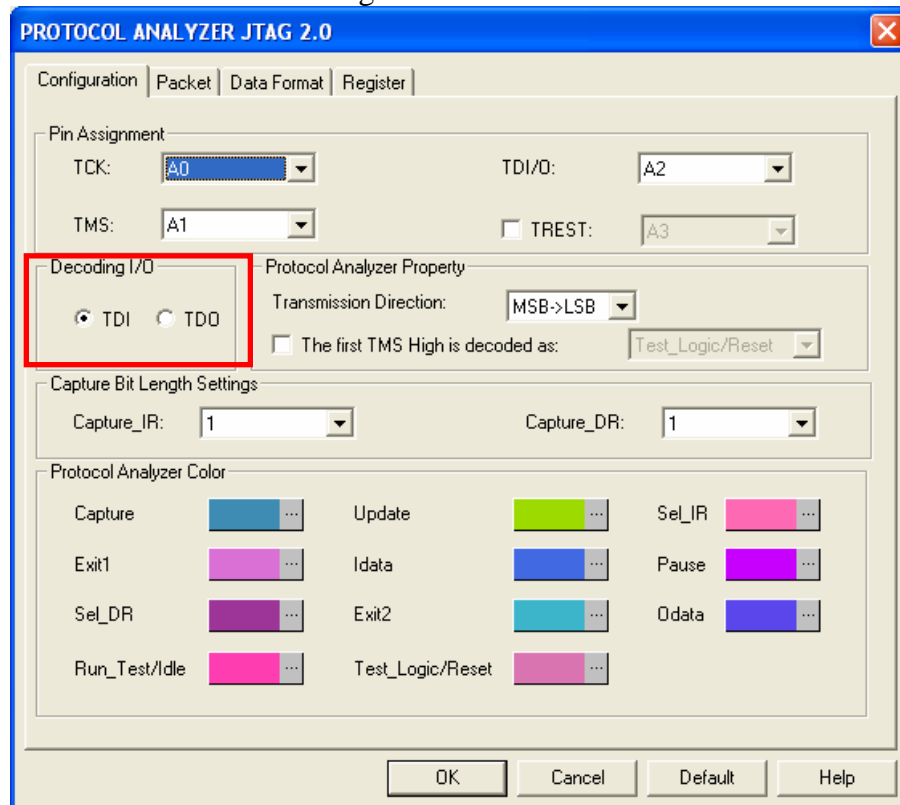 PROTOCOL ANALYZER JTAG 2.0
Configuration Packet Data Format Register
Pin Assignment
TCK: A0 TDI/O: A2
TMS: A1 TREST: A3
Decoding I/O Protocol Analyzer Property
TDI TDO Transmission Direction: MSB->LSB
The first TMS High is decoded as: Test_Logic/Reset
Capture Bit Length Settings
Capture_IR: 1 Capture_DR: 1
Protocol Analyzer Color
Capture ... Update ... Sel_IR ...
Exit1 ... Idata ... Pause ...
Sel_DR ... Exit2 ... Odata ...
Run_Test/Idle ... Test_Logic/Reset ...
OK Cancel Default Help